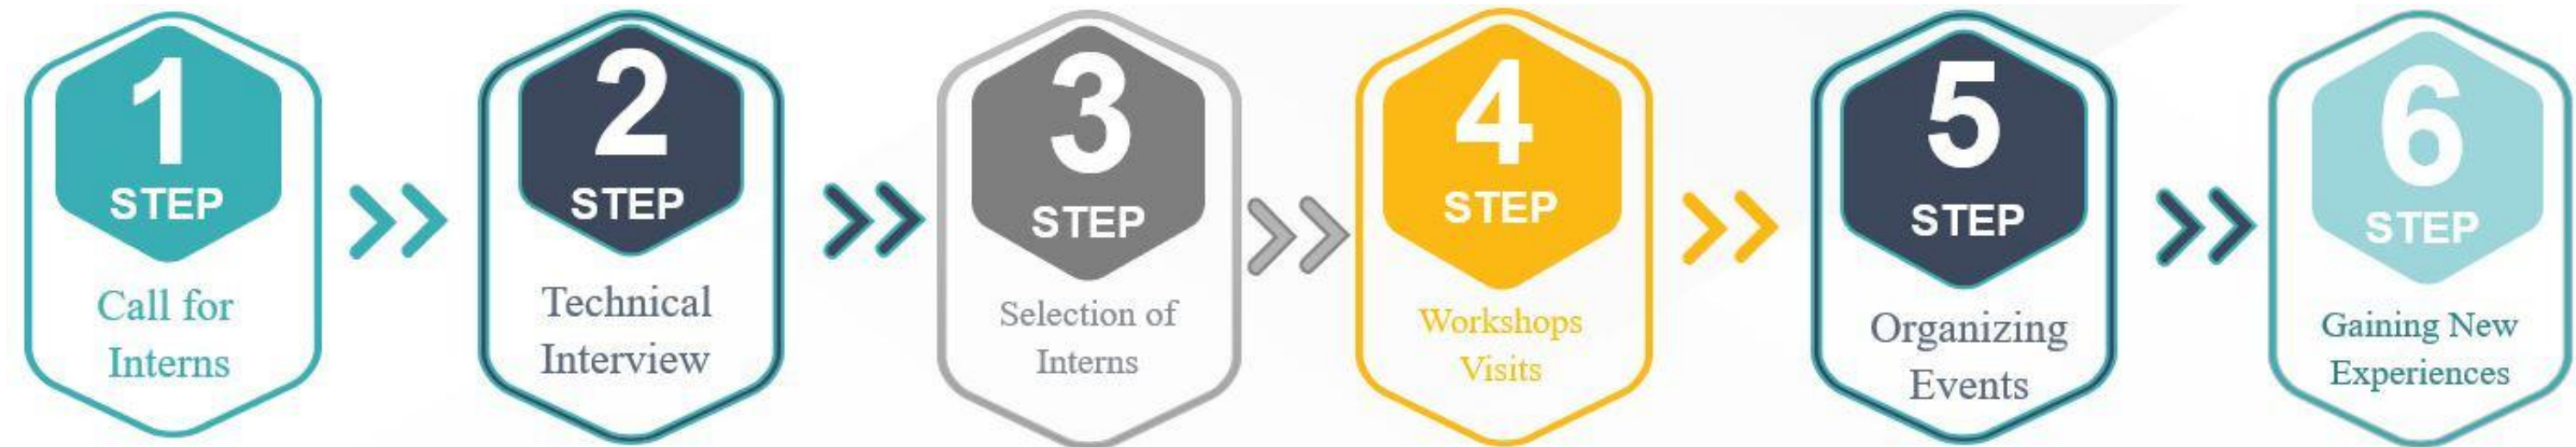 1
STEP
Call for
Interns
2
STEP
Technical
Interview
3
STEP
Selection of
Interns
4
STEP
Workshops
Visits
5
STEP
Organizing
Events
6
STEP
Gaining New
Experiences